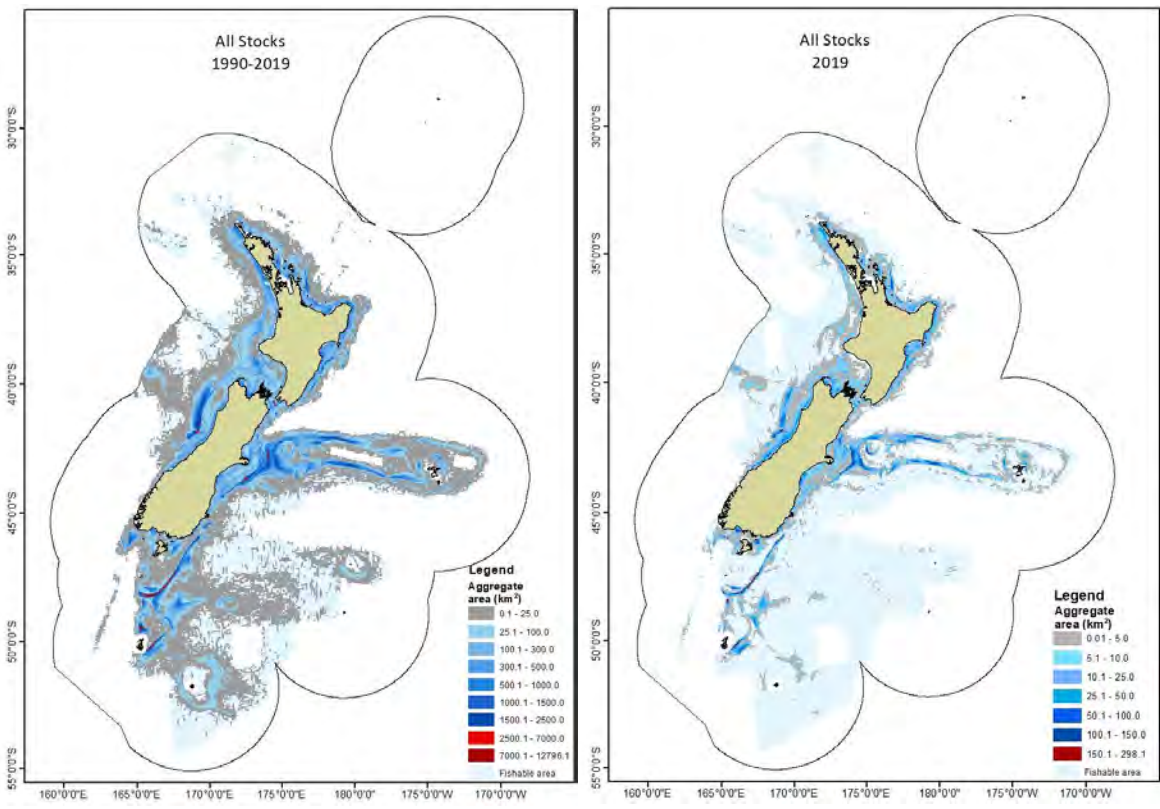 All Stocks
1990-2019
30°0'0"S
35°0'0"S
40°0'0"S
45°0'0"S
50°0'0"S
55°0'0"S
Legend
Aggregate
area (km²)
0.1 - 25.0
25.1 - 100.0
100.1 - 300.0
300.1 - 500.0
500.1 - 1000.0
1000.1 - 1500.0
1500.1 - 2500.0
2500.1 - 7000.0
7000.1 - 12796.1
Fishable area
160°0'0"E 165°0'0"E 170°0'0"E 175°0'0"E 180°0'0" 175°0'0"W 170°0'0"W
All Stocks
2019
30°0'0"S
35°0'0"S
40°0'0"S
45°0'0"S
50°0'0"S
55°0'0"S
Legend
Aggregate
area (km²)
0.01 - 5.0
5.1 - 10.0
10.1 - 25.0
25.1 - 50.0
50.1 - 100.0
100.1 - 150.0
150.1 - 298.1
Fishable area
160°0'0"E 165°0'0"E 170°0'0"E 175°0'0"E 180°0'0" 175°0'0"W 170°0'0"W